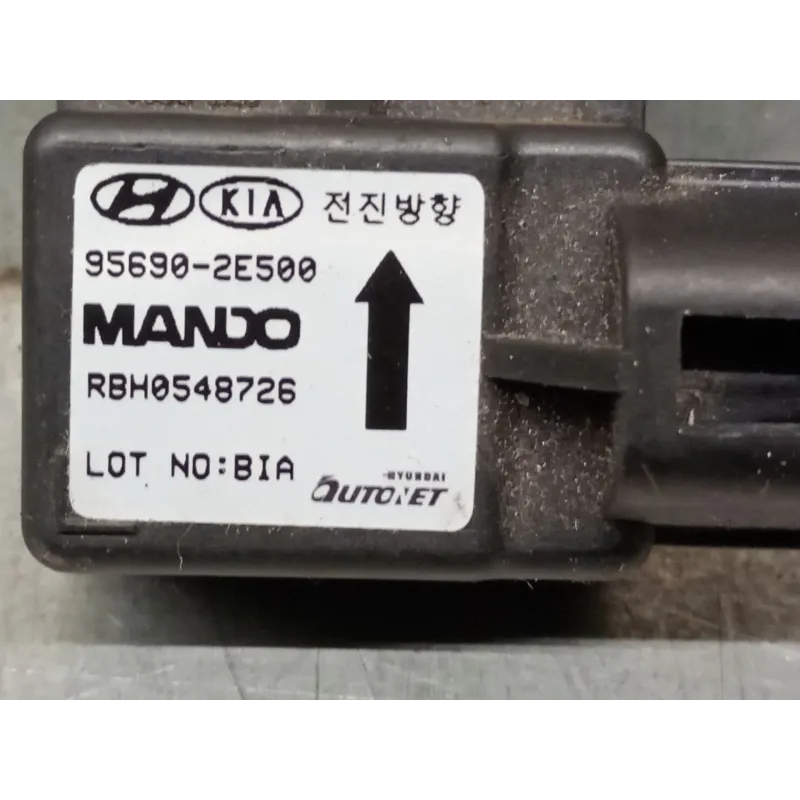 KIA 전진방향
95690-2E500
MANDO
RBH0548726
LOT NO:BIA
HYUNDAI
AUTONET